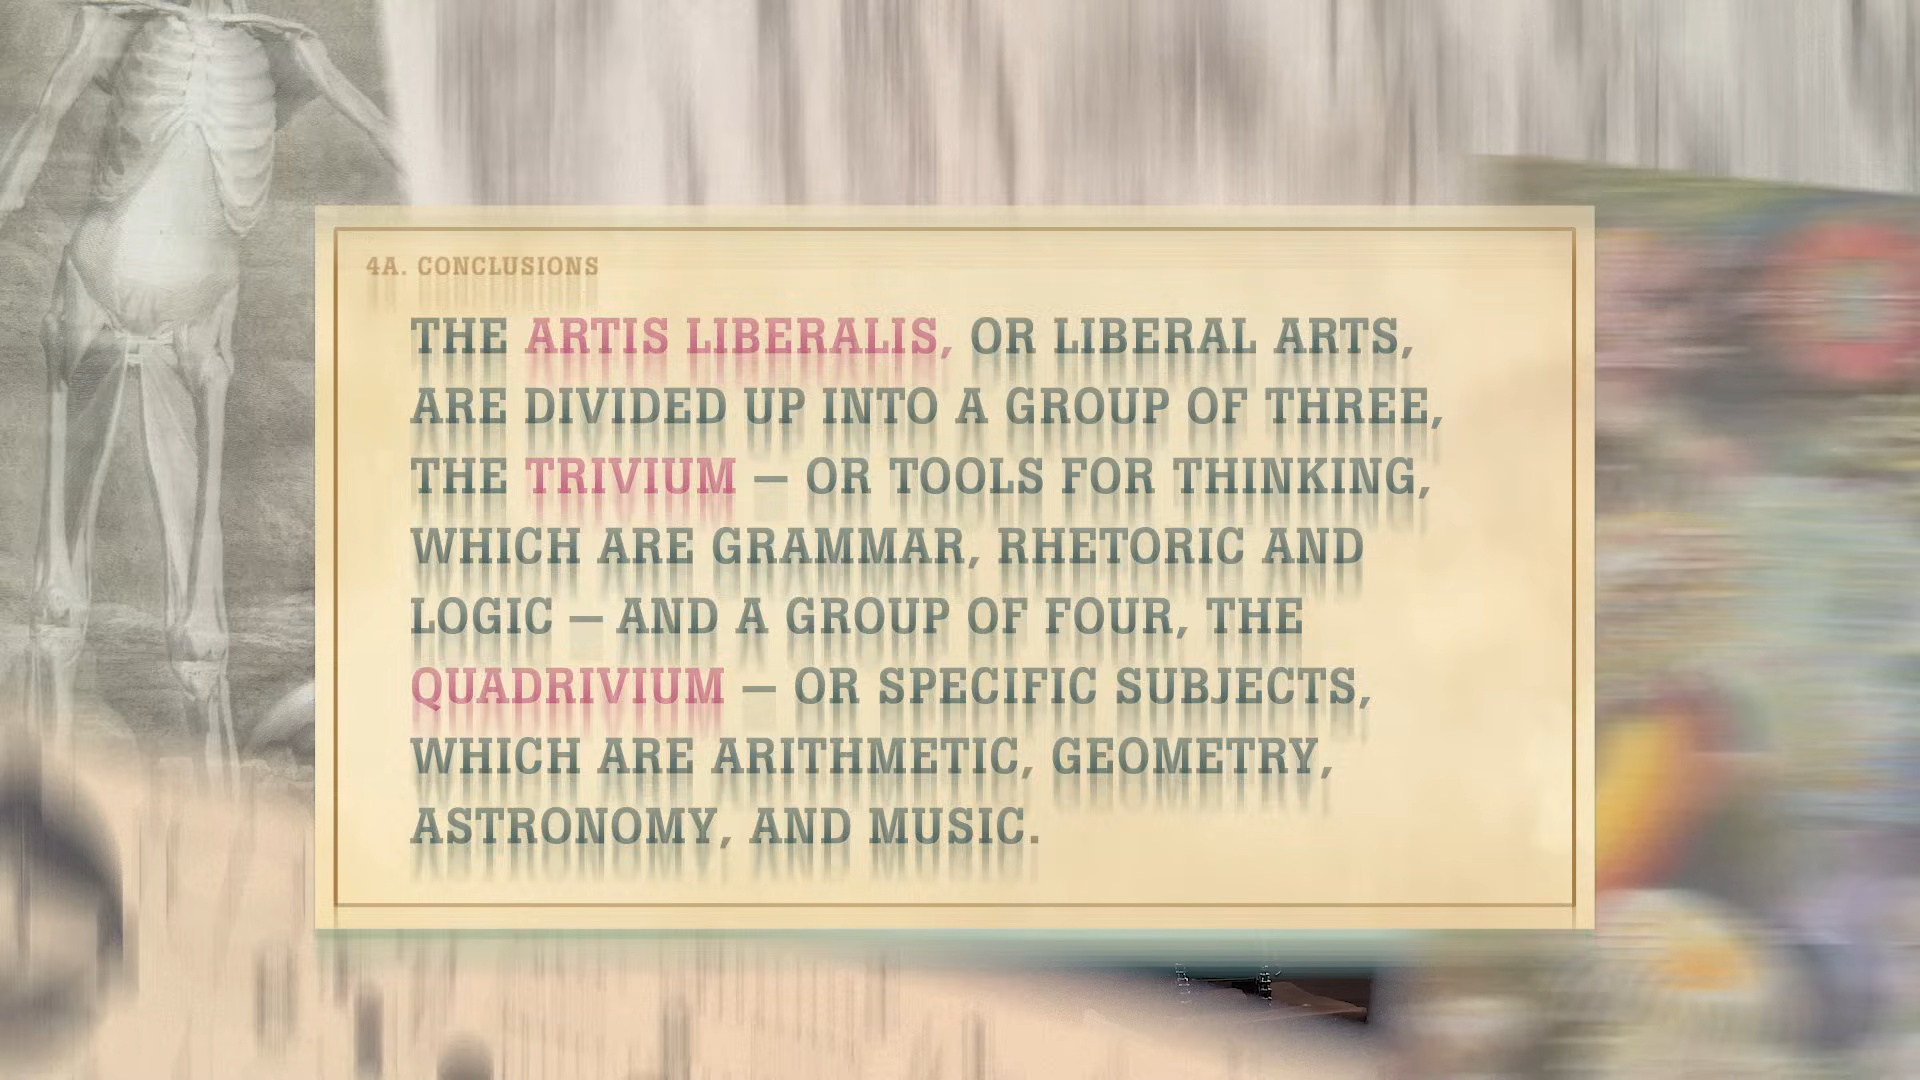 4A. CONCLUSIONS
THE ARTIS LIBERALIS, OR LIBERAL ARTS,
ARE DIVIDED UP INTO A GROUP OF THREE,
THE TRIVIUM — OR TOOLS FOR THINKING,
WHICH ARE GRAMMAR, RHETORIC AND
LOGIC — AND A GROUP OF FOUR, THE
QUADRIVIUM — OR SPECIFIC SUBJECTS,
WHICH ARE ARITHMETIC, GEOMETRY,
ASTRONOMY, AND MUSIC.